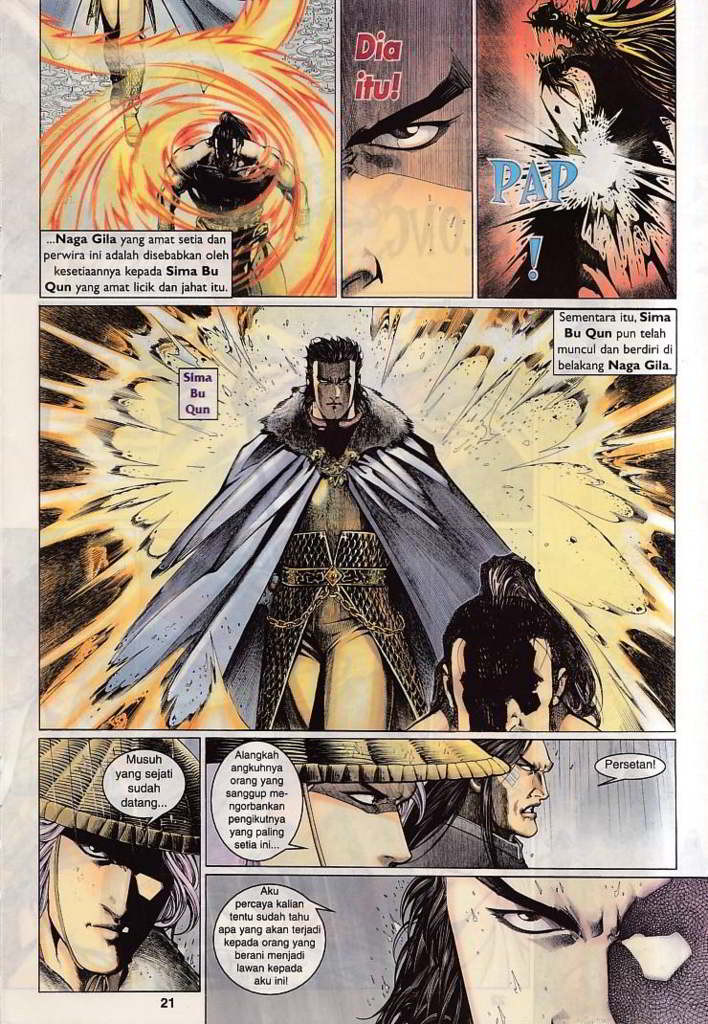 ...Naga Gila yang amat setia dan
perwira ini adalah disebabkan oleh
kesetiaannya kepada Sima Bu
Qun yang amat licik dan jahat itu.
Dia
itu!
PAP
!
Sima
Bu
Qun
Sementara itu, Sima
Bu Qun pun telah
muncul dan berdiri di
belakang Naga Gila.
Musuh
yang sejati
sudah
datang...
Alangkah
angkuhnya
orang yang
sanggup me-
ngorbankan
pengikutnya
yang paling
setia ini...
Persetan!
Aku
percaya kalian
tentu sudah tahu
apa yang akan terjadi
kepada orang yang
berani menjadi
lawan kepada
aku ini!
21